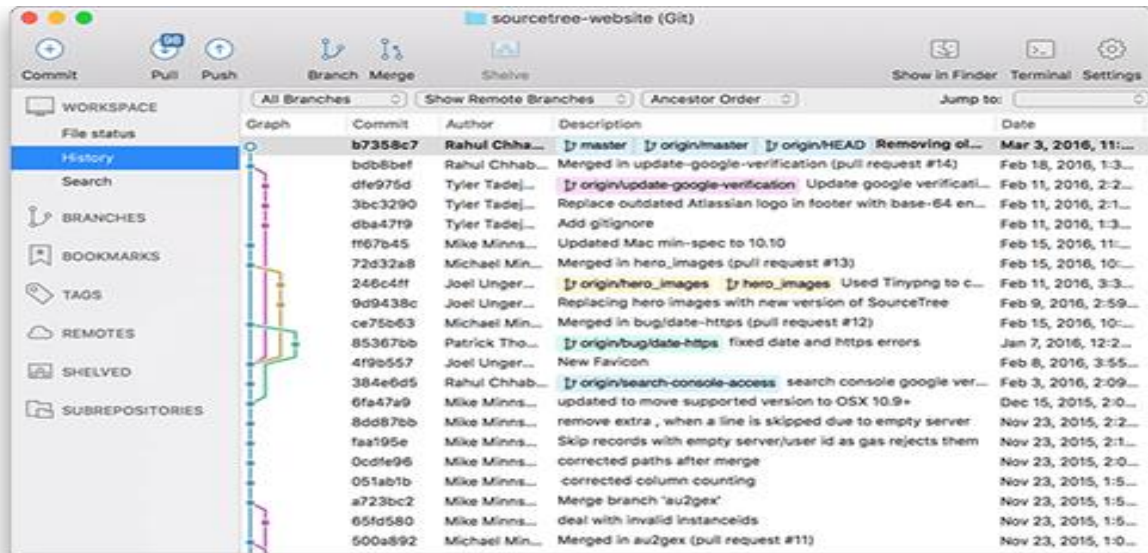 sourcetree-website (Git)
98
Commit Pull Push Branch Merge Shelve Show in Finder Terminal Settings
WORKSPACE
File status
History
Search
BRANCHES
BOOKMARKS
TAGS
REMOTES
SHELVED
SUBREPOSITORIES
All Branches Show Remote Branches Ancestor Order Jump to:
Graph Commit Author Description Date
b7358c7 Rahul Chha... master origin/master origin/HEAD Removing ol... Mar 3, 2016, 11:...
bdb8bef Rahul Chhab... Merged in update-google-verification (pull request #14) Feb 18, 2016, 1:3...
dfe975d Tyler Tadej... origin/update-google-verification Update google verificati... Feb 11, 2016, 2:2...
3bc3290 Tyler Tadej... Replace outdated Atlassian logo in footer with base-64 en... Feb 11, 2016, 2:1...
dba47f9 Tyler Tadej... Add gitignore Feb 11, 2016, 1:3...
ff67b45 Mike Minns... Updated Mac min-spec to 10.10 Feb 15, 2016, 11:...
72d32a8 Michael Min... Merged in hero_images (pull request #13) Feb 15, 2016, 10:...
246c4ff Joel Unger... origin/hero_images hero_images Used Tinypng to c... Feb 11, 2016, 3:3...
9d9438c Joel Unger... Replacing hero images with new version of SourceTree Feb 9, 2016, 2:59...
ce75b63 Michael Min... Merged in bug/date-https (pull request #12) Feb 15, 2016, 10:...
85367bb Patrick Tho... origin/bug/date-https fixed date and https errors Jan 7, 2016, 12:2...
4f9b557 Joel Unger... New Favicon Feb 8, 2016, 3:55...
384e6d5 Rahul Chhab... origin/search-console-access search console google ver... Feb 3, 2016, 2:09...
6fa47a9 Mike Minns... updated to move supported version to OSX 10.9+ Dec 15, 2015, 2:0...
8dd87bb Mike Minns... remove extra , when a line is skipped due to empty server Nov 23, 2015, 2:2...
faa195e Mike Minns... Skip records with empty server/user id as gas rejects them Nov 23, 2015, 2:1...
0cdfe96 Mike Minns... corrected paths after merge Nov 23, 2015, 2:0...
051ab1b Mike Minns... corrected column counting Nov 23, 2015, 1:5...
a723bc2 Mike Minns... Merge branch 'au2gex' Nov 23, 2015, 1:5...
65fd580 Mike Minns... deal with invalid instanceids Nov 23, 2015, 1:5...
500a892 Michael Min... Merged in au2gex (pull request #11) Nov 23, 2015, 1:0...